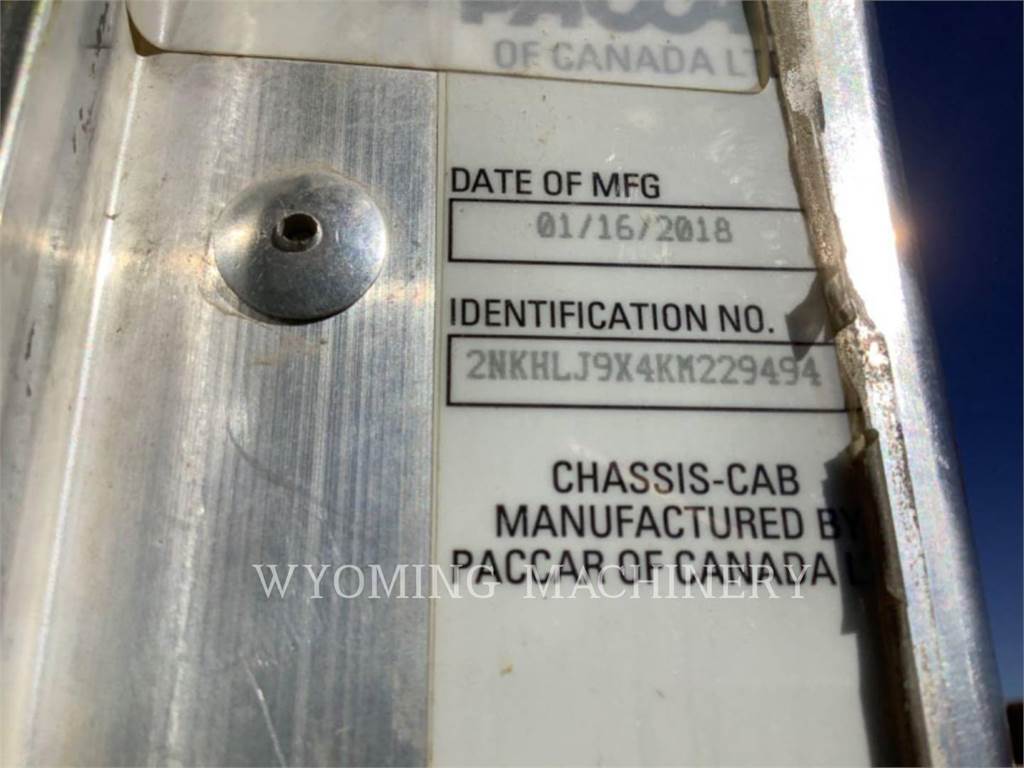 OF CANADA
DATE OF MFG
01/16/2018
IDENTIFICATION NO.
2NKHLJ9X4KM229494
CHASSIS-CAB
MANUFACTURED BY
PACCAR OF CANADA L
WYOMING MACHINERY